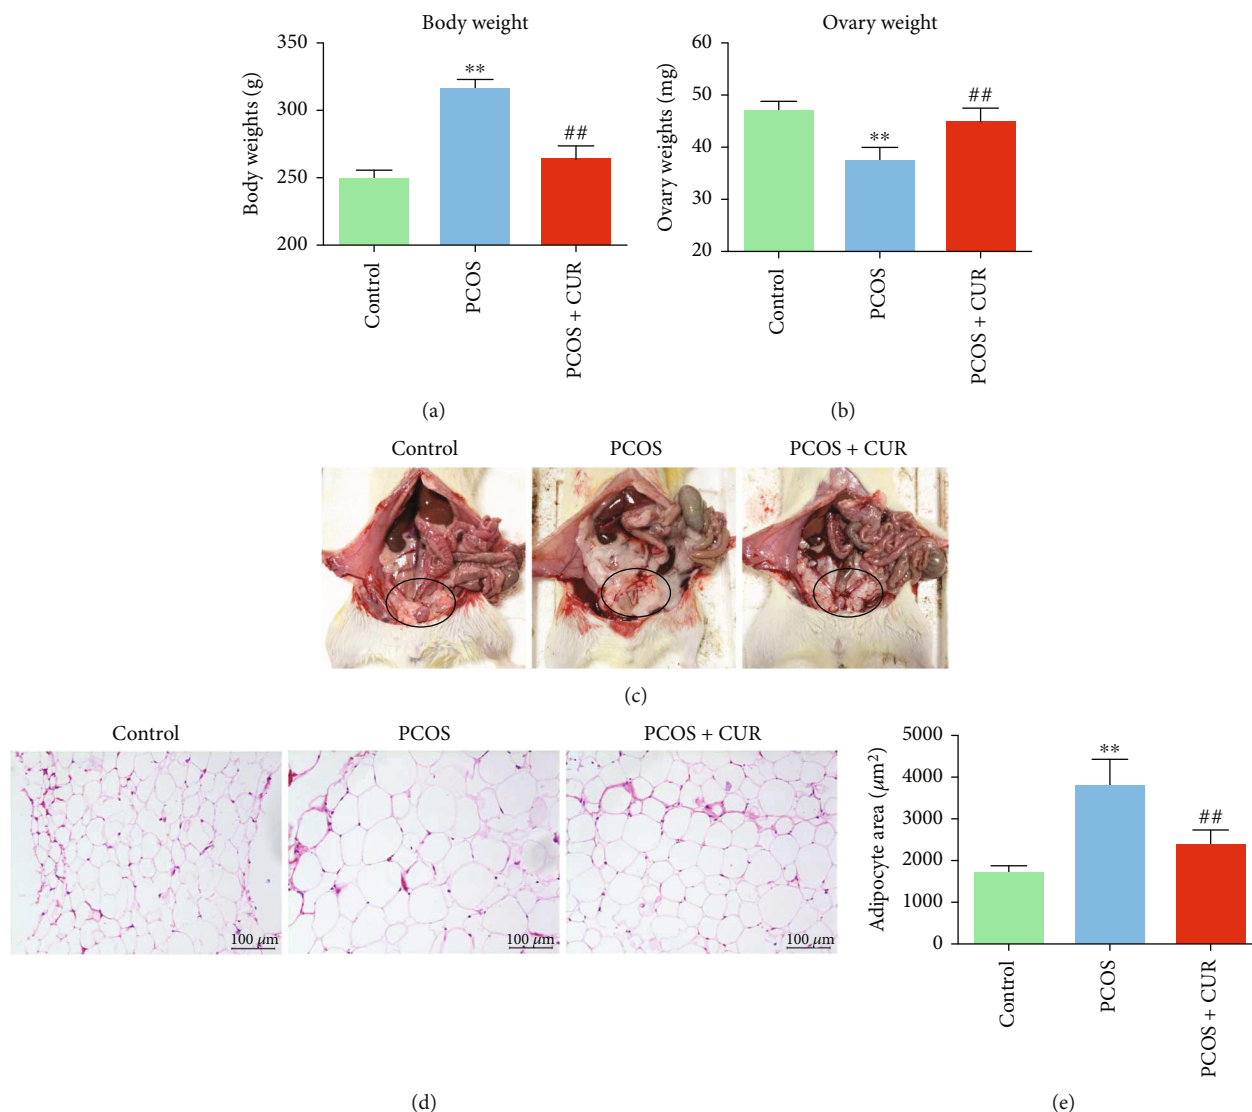 Body weight
Body weights (g)
350
300
250
200
**
##
Control
PCOS
PCOS + CUR
(a)
Ovary weight
Ovary weights (mg)
60
50
40
30
20
**
##
Control
PCOS
PCOS + CUR
(b)
Control
PCOS
PCOS + CUR
(c)
Control
PCOS
PCOS + CUR
100 μm
100 μm
100 μm
(d)
Adipocyte area (μm²)
5000
4000
3000
2000
1000
0
**
##
Control
PCOS
PCOS + CUR
(e)